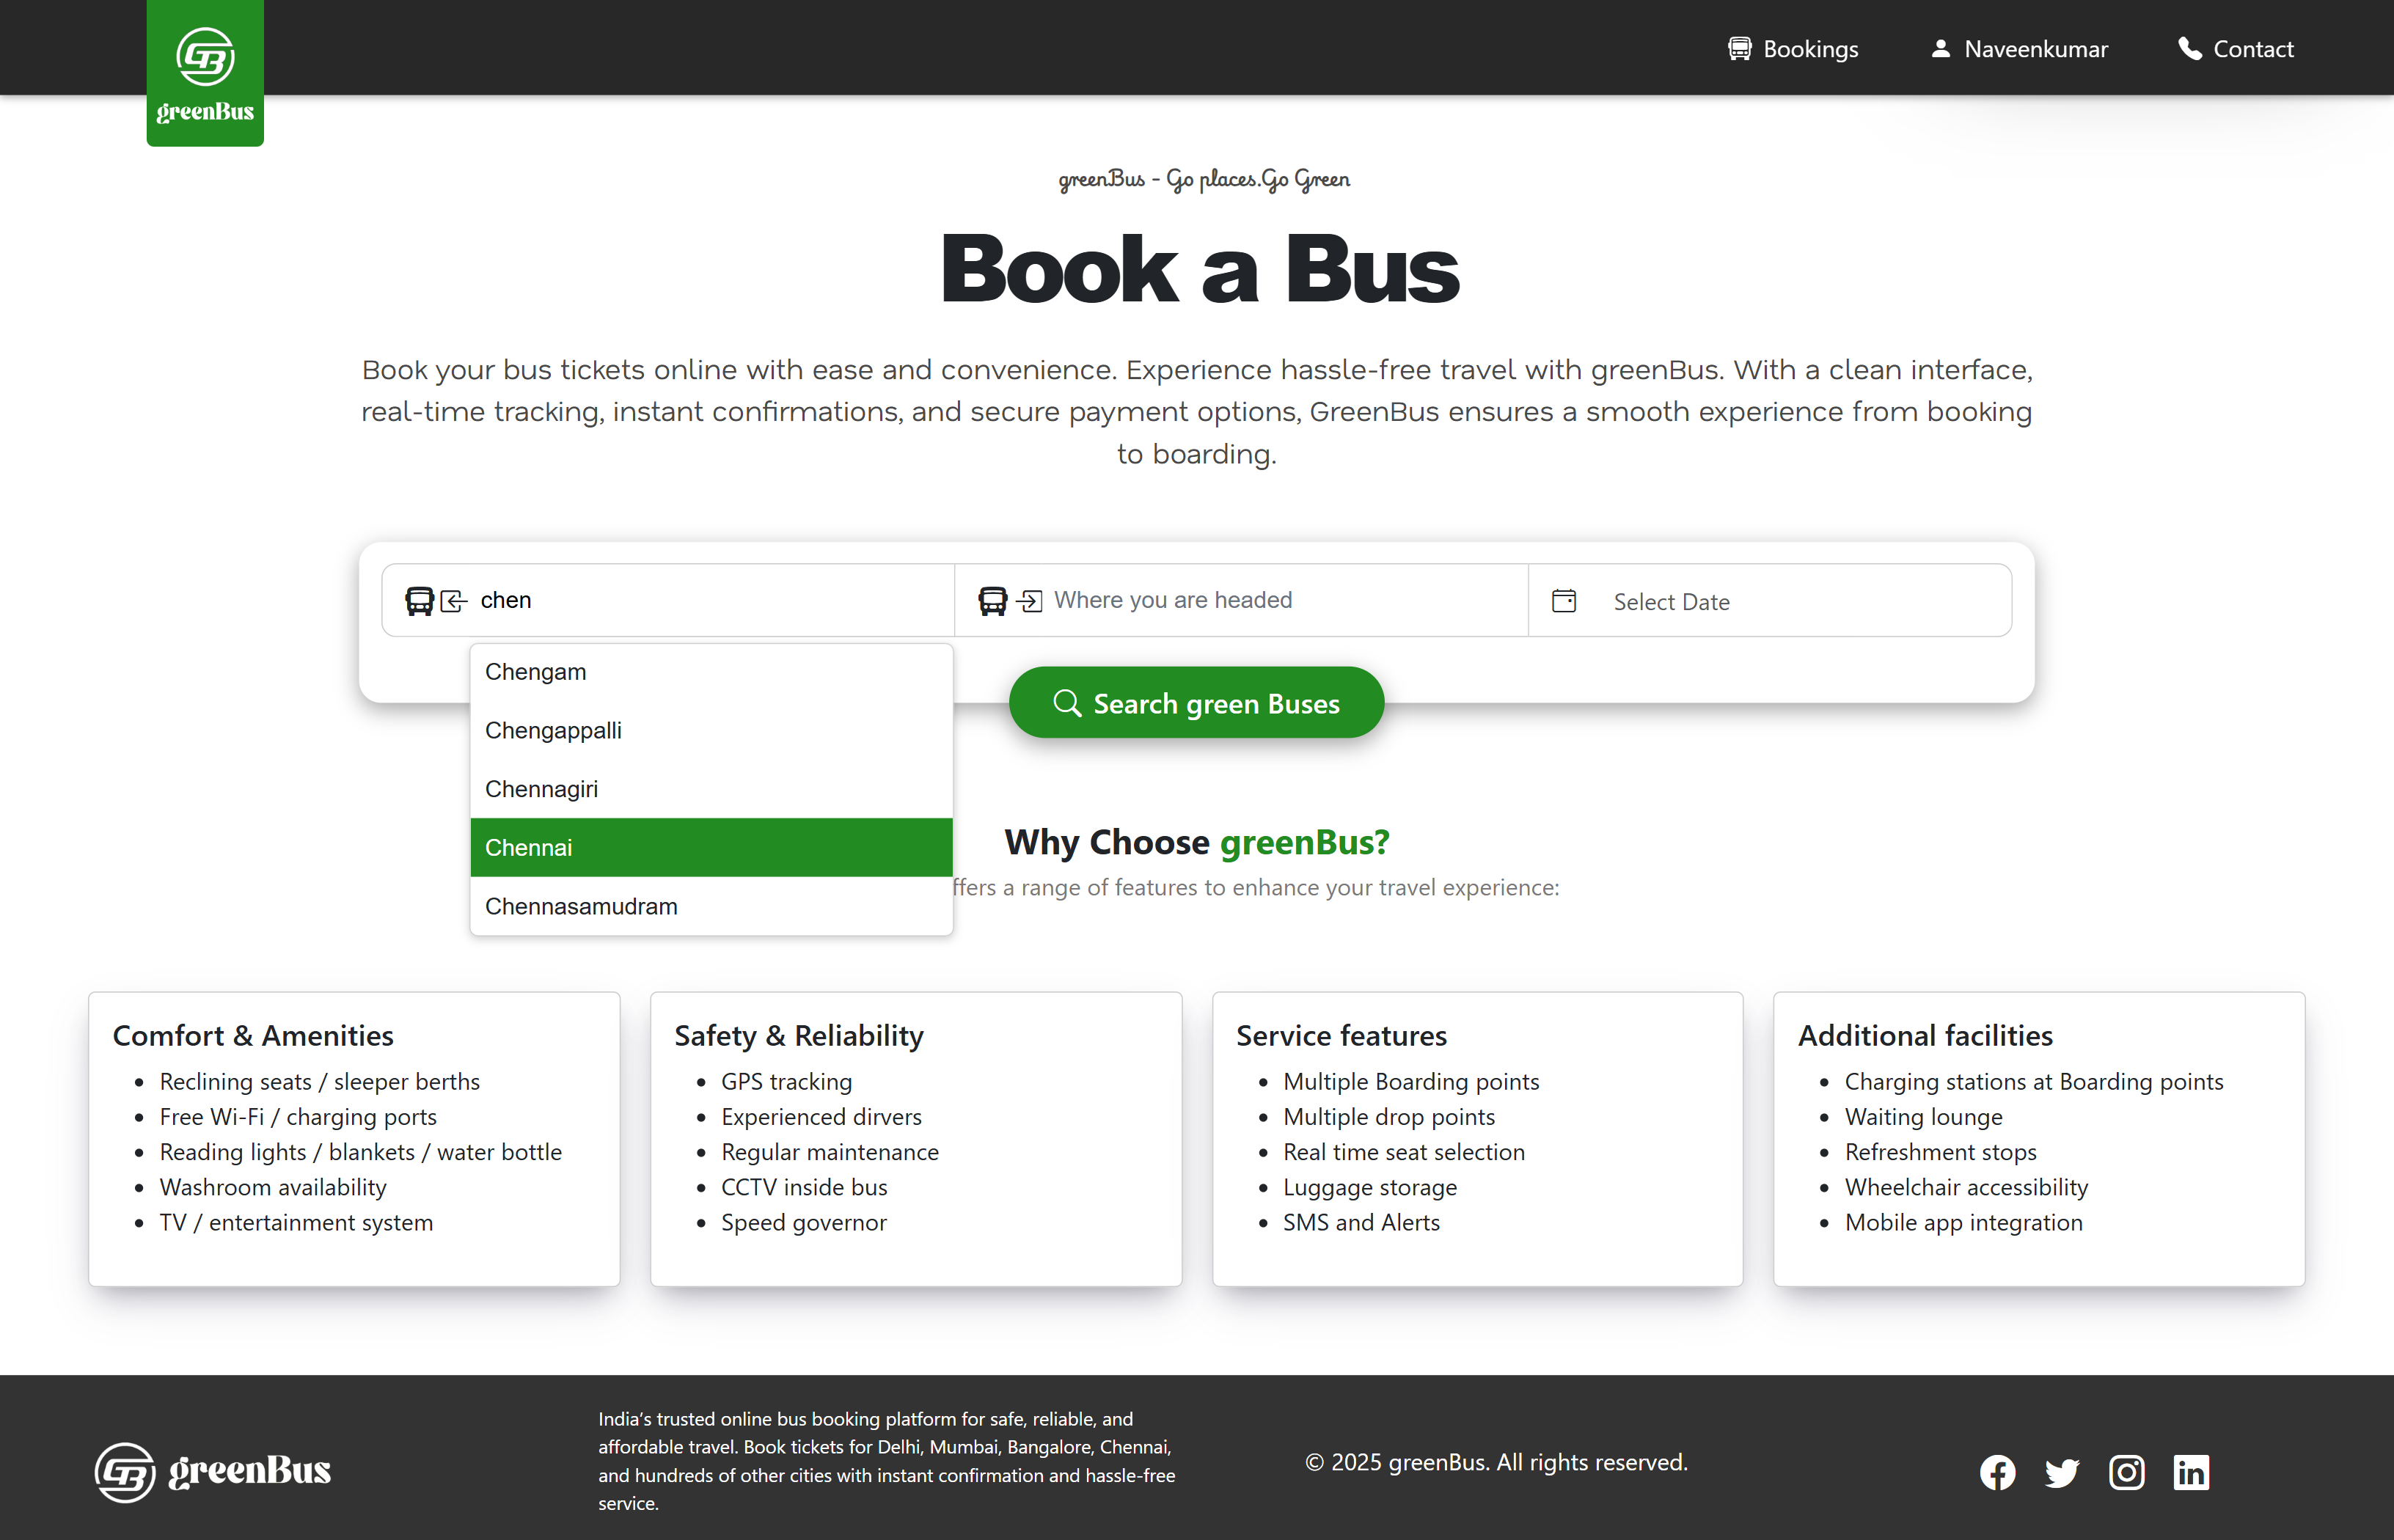 greenBus
Bookings
Naveenkumar
Contact
greenBus - Go places.Go Green
Book a Bus
Book your bus tickets online with ease and convenience. Experience hassle-free travel with greenBus. With a clean interface,
real-time tracking, instant confirmations, and secure payment options, GreenBus ensures a smooth experience from booking
to boarding.
chen
Where you are headed
Select Date
Chengam
Chengappalli
Chennagiri
Chennai
Chennasamudram
Search green Buses
Why Choose greenBus?
ffers a range of features to enhance your travel experience:
Comfort & Amenities
Reclining seats / sleeper berths
Free Wi-Fi / charging ports
Reading lights / blankets / water bottle
Washroom availability
TV / entertainment system
Safety & Reliability
GPS tracking
Experienced dirvers
Regular maintenance
CCTV inside bus
Speed governor
Service features
Multiple Boarding points
Multiple drop points
Real time seat selection
Luggage storage
SMS and Alerts
Additional facilities
Charging stations at Boarding points
Waiting lounge
Refreshment stops
Wheelchair accessibility
Mobile app integration
greenBus
India’s trusted online bus booking platform for safe, reliable, and
affordable travel. Book tickets for Delhi, Mumbai, Bangalore, Chennai,
and hundreds of other cities with instant confirmation and hassle-free
service.
© 2025 greenBus. All rights reserved.